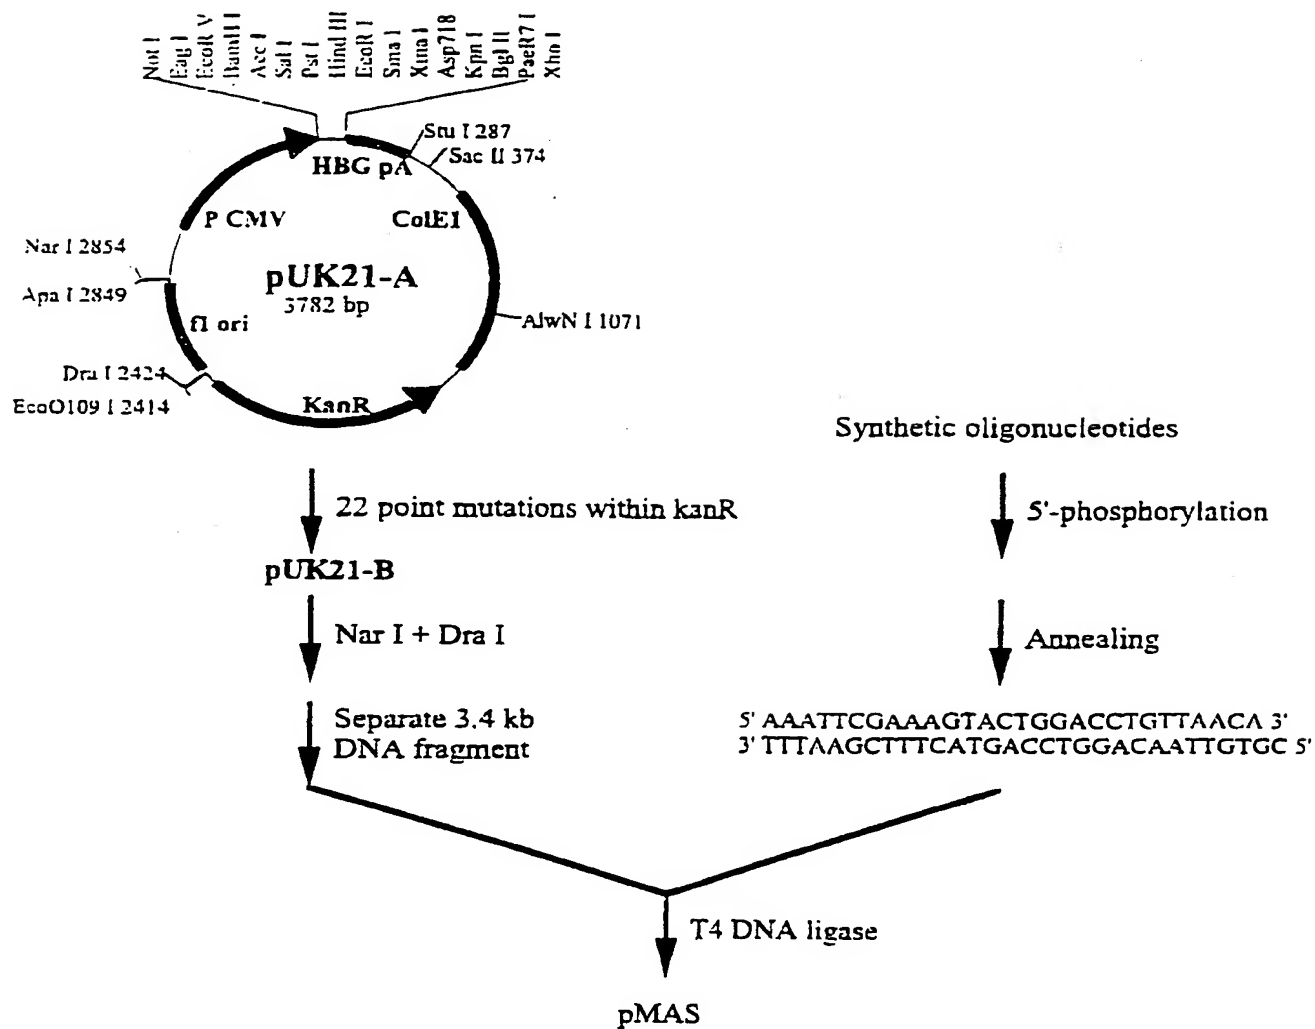 Not I
Eag I
EcoR V
BamH I
Acc I
Sal I
Pst I
Hind III
EcoR I
Sma I
Xma I
Asp718
Kpn I
Bgl II
PaeR7 I
Xho I
Stu I 287
Sac II 374
HBG pA
P CMV
ColE1
Nar I 2854
Apa I 2849
pUK21-A
3782 bp
f1 ori
AlwN I 1071
Dra I 2424
EcoO109 I 2414
KanR
Synthetic oligonucleotides
22 point mutations within kanR
5'-phosphorylation
pUK21-B
Nar I + Dra I
Annealing
Separate 3.4 kb
DNA fragment
5' AAATTCGAAAGTACTGGACCTGTTAACA 3'
3' TTTAAGCTTTCATGACCTGGACAATTGTGC 5'
T4 DNA ligase
pMAS